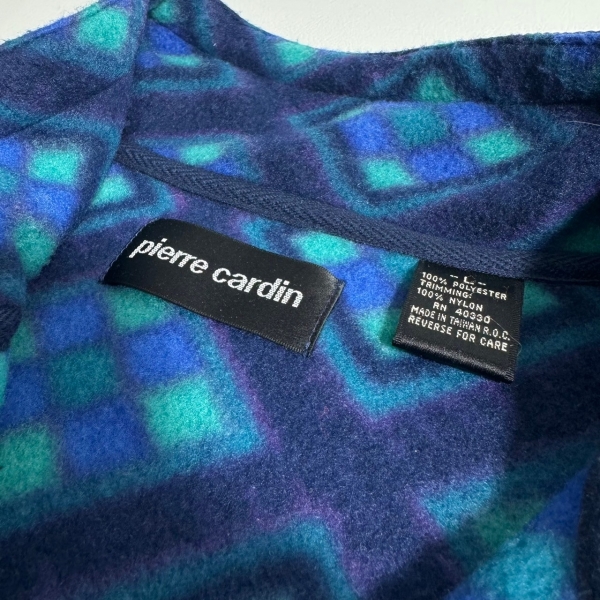 pierre cardin
-L-
100% POLYESTER
TRIMMING:
100% NYLON
RN 40330
MADE IN TAIWAN R.O.C.
REVERSE FOR CARE